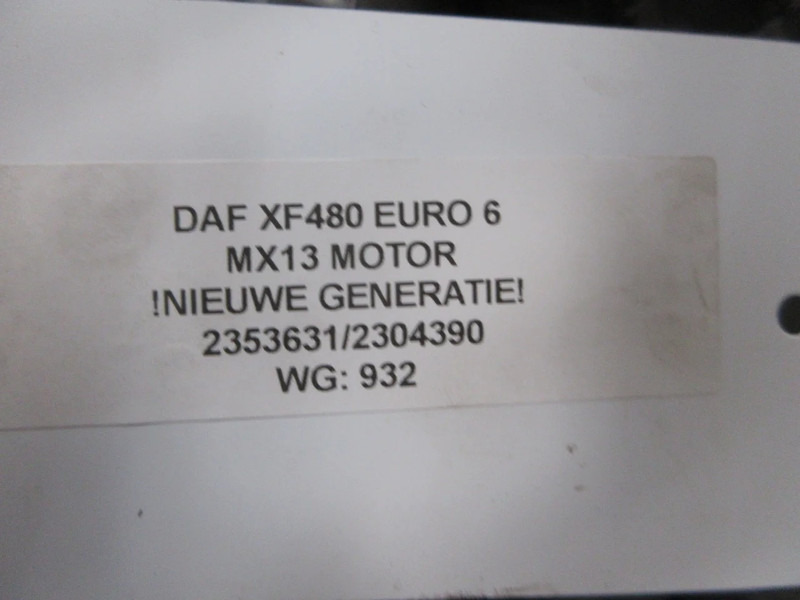 DAF XF480 EURO 6
MX13 MOTOR
!NIEUWE GENERATIE!
2353631/2304390
WG: 932